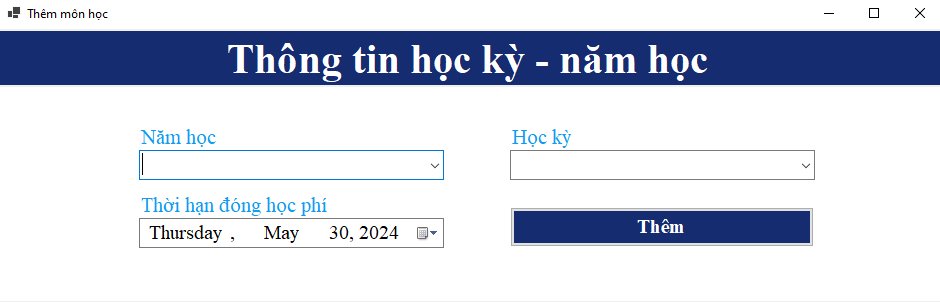 Thêm môn học
Thông tin học kỳ - năm học
Năm học
Học kỳ
Thời hạn đóng học phí
Thursday , May 30, 2024
Thêm